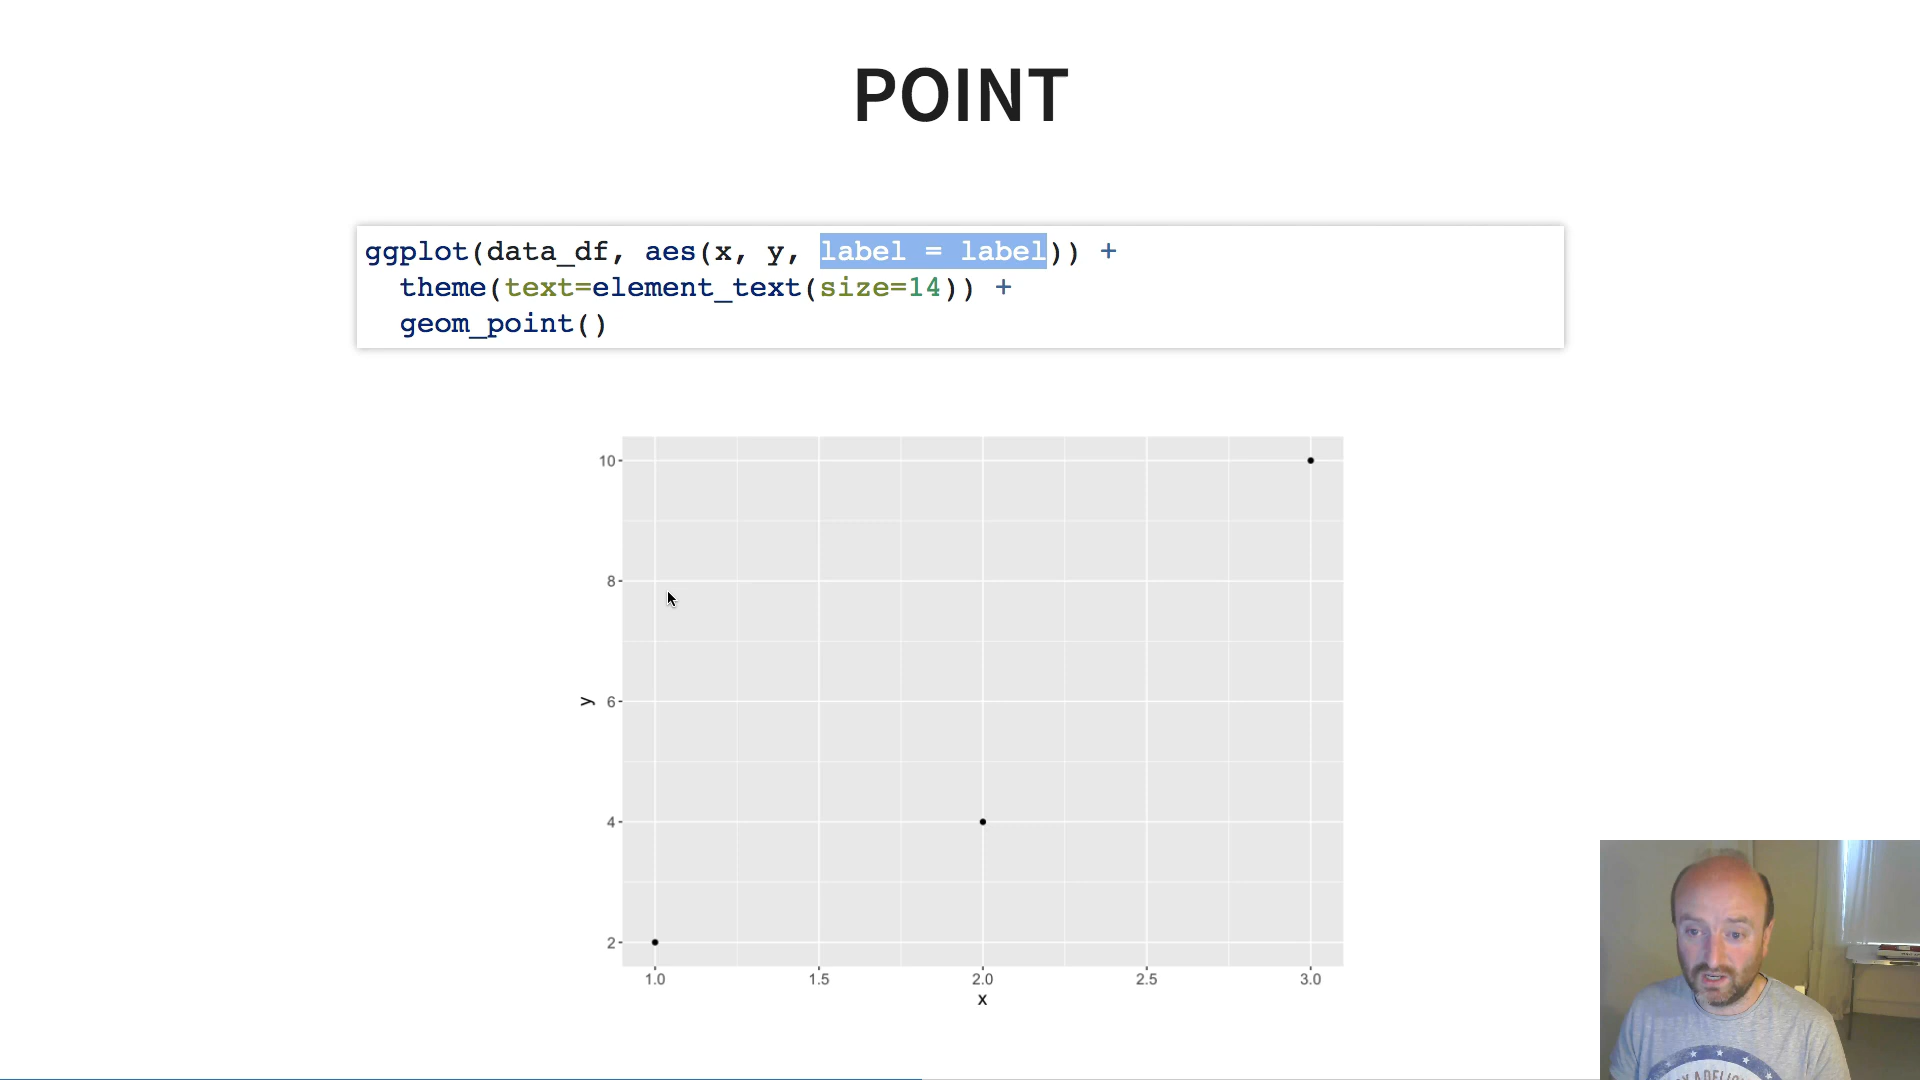 POINT
ggplot(data_df, aes(x, y, label = label)) +
theme(text=element_text(size=14)) +
geom_point()
10
8
6
4
2
y
1.0
1.5
2.0
2.5
3.0
x